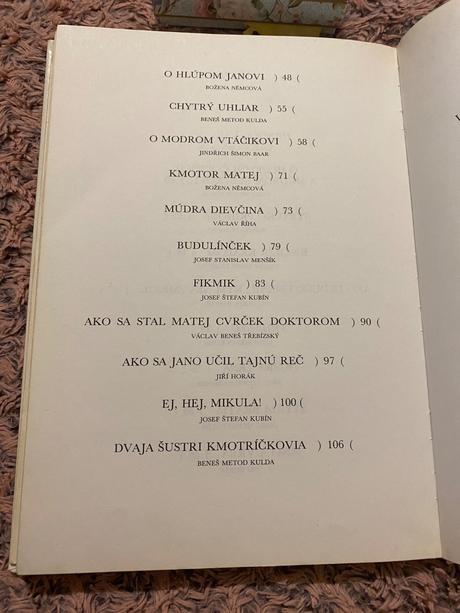 O HLÚPOM JANOVI ) 48 (
BOŽENA NĚMCOVÁ
CHYTRÝ UHLIAR ) 55 (
BENEŠ METOD KULDA
O MODROM VTÁČIKOVI ) 58 (
JINDŘICH ŠIMON BAAR
KMOTOR MATEJ ) 71 (
BOŽENA NĚMCOVÁ
MÚDRA DIEVČINA ) 73 (
VÁCLAV ŘÍHA
BUDULÍNČEK ) 79 (
JOSEF STANISLAV MENŠÍK
FIKMIK ) 83 (
JOSEF ŠTEFAN KUBÍN
AKO SA STAL MATEJ CVRČEK DOKTOROM ) 90 (
VÁCLAV BENEŠ TŘEBÍZSKÝ
AKO SA JANO UČIL TAJNÚ REČ ) 97 (
JIŘÍ HORÁK
EJ, HEJ, MIKULA! ) 100 (
JOSEF ŠTEFAN KUBÍN
DVAJA ŠUSTRI KMOTRÍČKOVIA ) 106 (
BENEŠ METOD KULDA